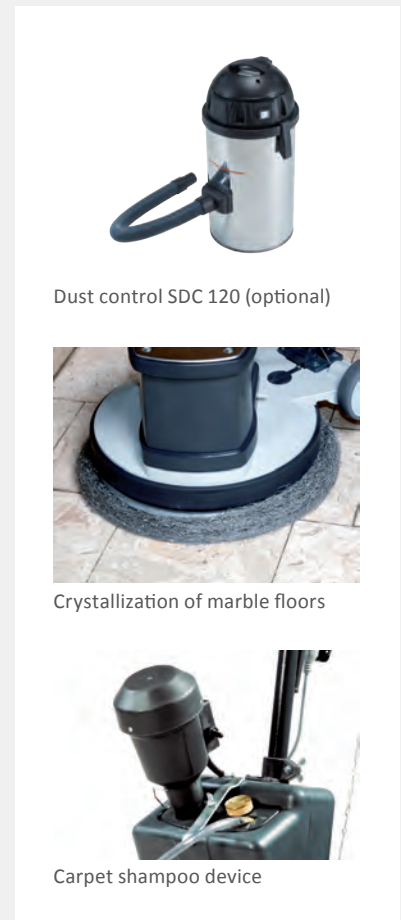 Dust control SDC 120 (optional)
Crystallization of marble floors
Carpet shampoo device